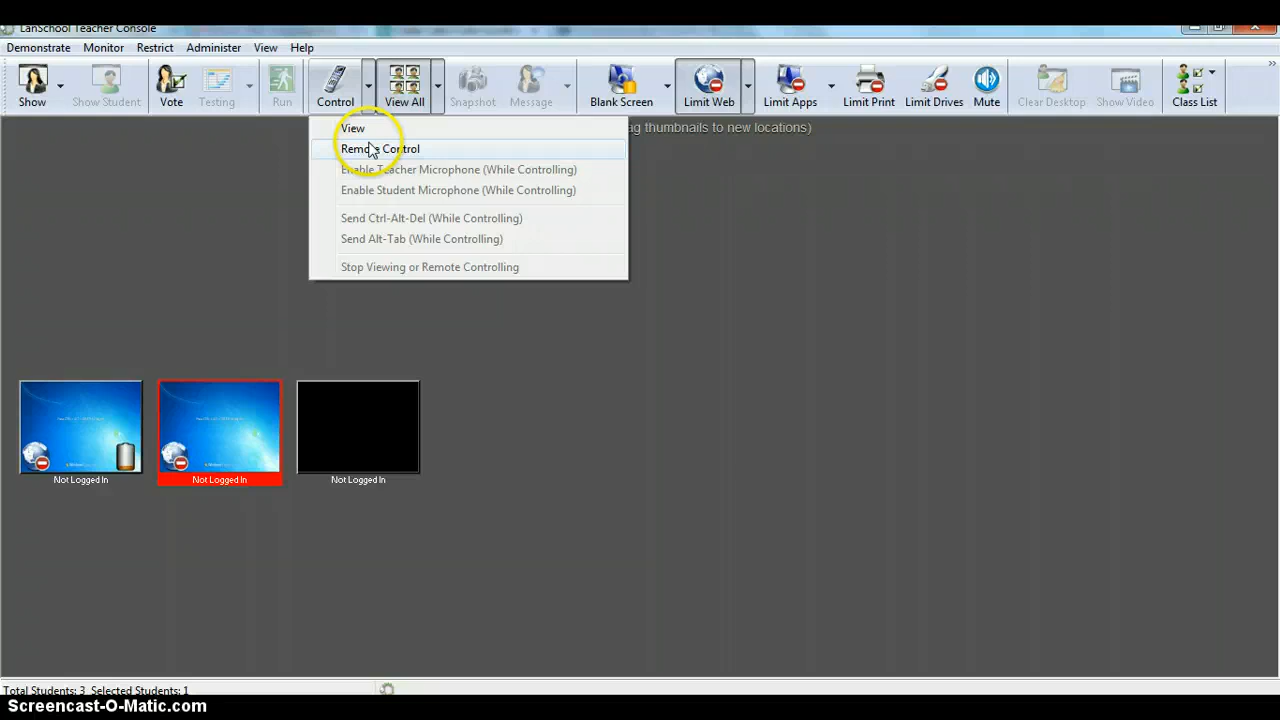 LanSchool Teacher Console
Demonstrate Monitor Restrict Administer View Help
Show Show Student Vote Testing Run Control View All Snapshot Message Blank Screen Limit Web Limit Apps Limit Print Limit Drives Mute Clear Desktop Show Video Class List
ag thumbnails to new locations)
View
Remote Control
Enable Teacher Microphone (While Controlling)
Enable Student Microphone (While Controlling)
Send Ctrl-Alt-Del (While Controlling)
Send Alt-Tab (While Controlling)
Stop Viewing or Remote Controlling
Not Logged In Not Logged In Not Logged In
Total Students: 3 Selected Students: 1
Screencast-O-Matic.com